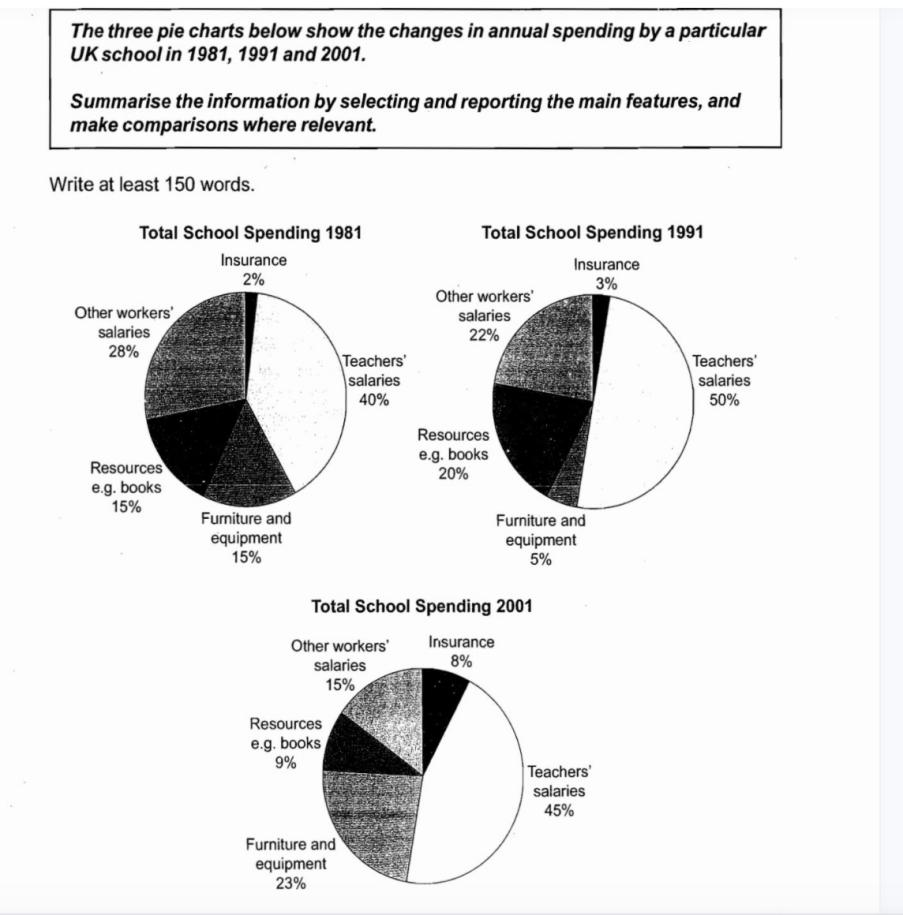 The three pie charts below show the changes in annual spending by a particular
UK school in 1981, 1991 and 2001.
Summarise the information by selecting and reporting the main features, and
make comparisons where relevant.
Write at least 150 words.
Total School Spending 1981
Insurance
2%
Other workers'
salaries
28%
Teachers'
salaries
40%
Resources
e.g. books
15%
Furniture and
equipment
15%
Total School Spending 1991
Insurance
3%
Other workers'
salaries
22%
Teachers'
salaries
50%
Resources
e.g. books
20%
Furniture and
equipment
5%
Total School Spending 2001
Other workers'
salaries
15%
Insurance
8%
Resources
e.g. books
9%
Teachers'
salaries
45%
Furniture and
equipment
23%